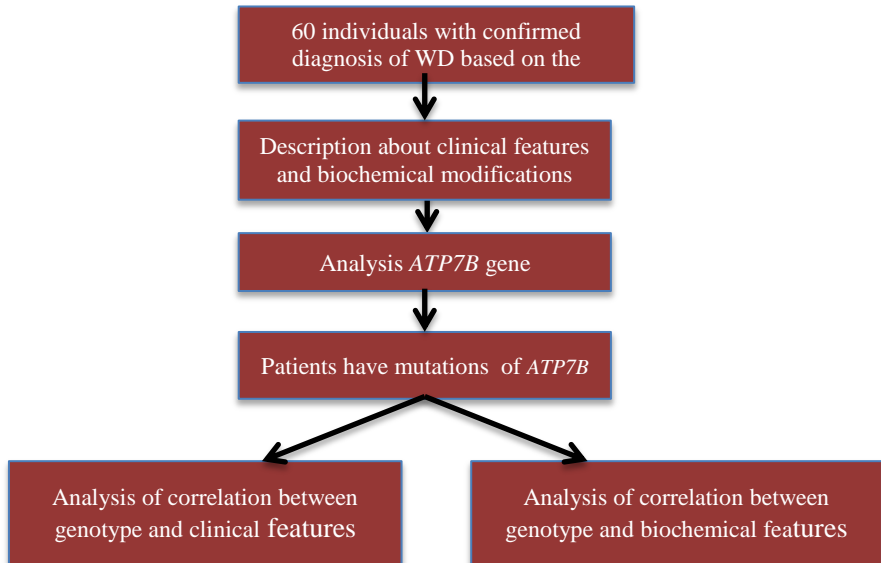 60 individuals with confirmed
diagnosis of WD based on the
Description about clinical features
and biochemical modifications
Analysis ATP7B gene
Patients have mutations of ATP7B
Analysis of correlation between
genotype and clinical features
Analysis of correlation between
genotype and biochemical features